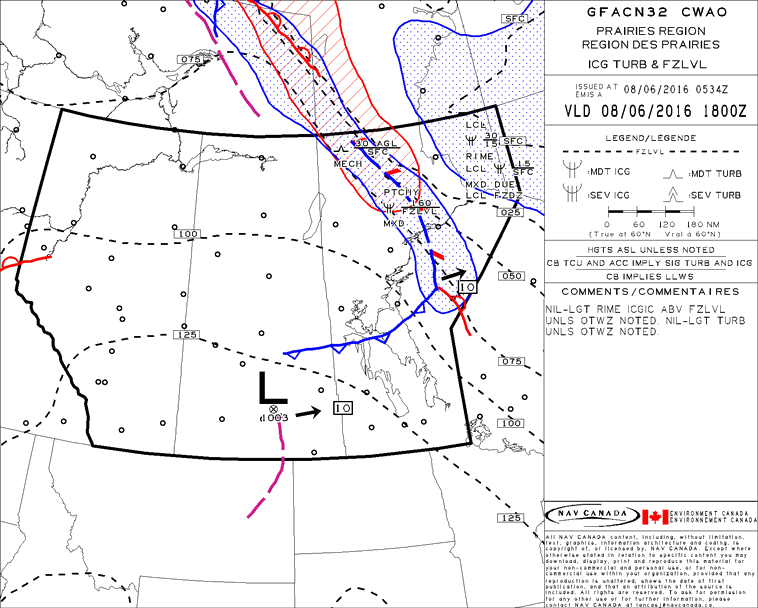 GFACN32 CWAO
PRAIRIES REGION
REGION DES PRAIRIES
ICG TURB & FZLVL
ISSUED AT 08/06/2016 0534Z
ÉMIS A
VLD 08/06/2016 1800Z
LEGEND/LÉGENDE
FZLVL
:MDT ICG
:MDT TURB
:SEV ICG
:SEV TURB
0 60 120 180 NM
(True at 60°N Vrai à 60°N)
HGTS ASL UNLESS NOTED
CB TCU AND ACC IMPLY SIG TURB AND ICG
CB IMPLIES LLWS
COMMENTS/COMMENTAIRES
NIL-LGT RIME ICGIC ABV FZLVL
UNLS OTWZ NOTED. NIL-LGT TURB
UNLS OTWZ NOTED.
NAV CANADA
ENVIRONMENT CANADA
ENVIRONNEMENT CANADA
All NAV CANADA content, including, without limitation,
text, graphics, information architecture and coding, is
copyright of, or licensed by, NAV CANADA. Except where
otherwise stated in relation to specific content you may
download, display, print and reproduce this material for
your non-commercial and personal use, or for non-
commercial use within your organization, provided that any
reproduction is unaltered, shows the date of first
publication, and that an attribution of the source is
included. All rights are reserved. To ask for permission
for any other use or for further information, please
contact NAV CANADA at
SFC
075
LCL
30
15
SFC
RIME
LCL
15
SFC
MXD DUE
LCL FZDZ
30 AGL
SFC
MECH
PTCHY
160
FZLVL
MXD
025
100
050
10
125
075
L
1003
10
100
125